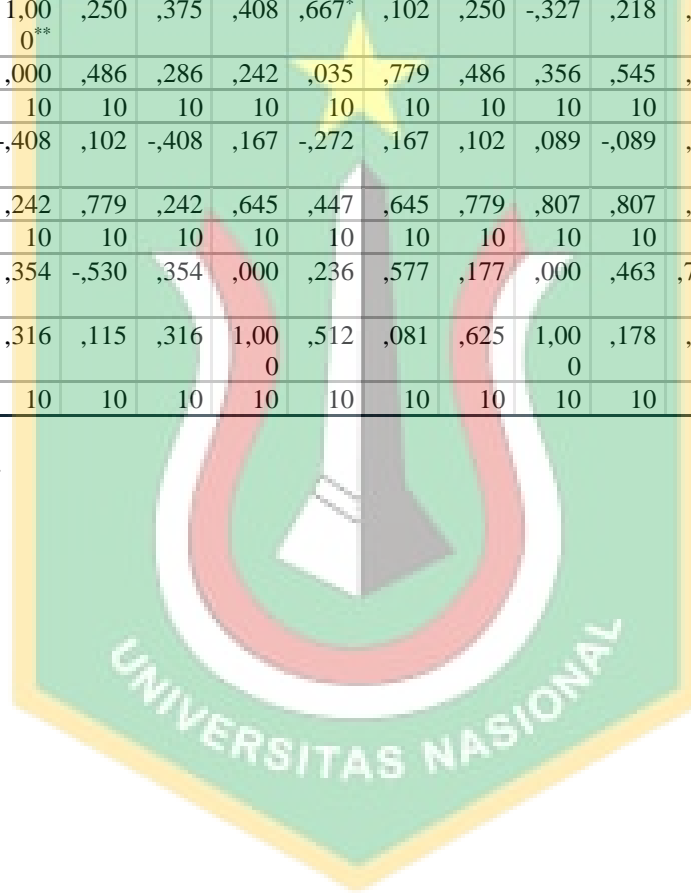 1,00 ,250 ,375 ,408 ,667* ,102 ,250 -,327 ,218 ,
0**
,000 ,486 ,286 ,242 ,035 ,779 ,486 ,356 ,545 ,
10 10 10 10 10 10 10 10 10
-,408 ,102 -,408 ,167 -,272 ,167 ,102 ,089 -,089 ,
,242 ,779 ,242 ,645 ,447 ,645 ,779 ,807 ,807 ,
10 10 10 10 10 10 10 10 10
,354 -,530 ,354 ,000 ,236 ,577 ,177 ,000 ,463 ,7
,316 ,115 ,316 1,00 ,512 ,081 ,625 1,00 ,178 ,
0 0
10 10 10 10 10 10 10 10 10
UNIVERSITAS NASIONAL